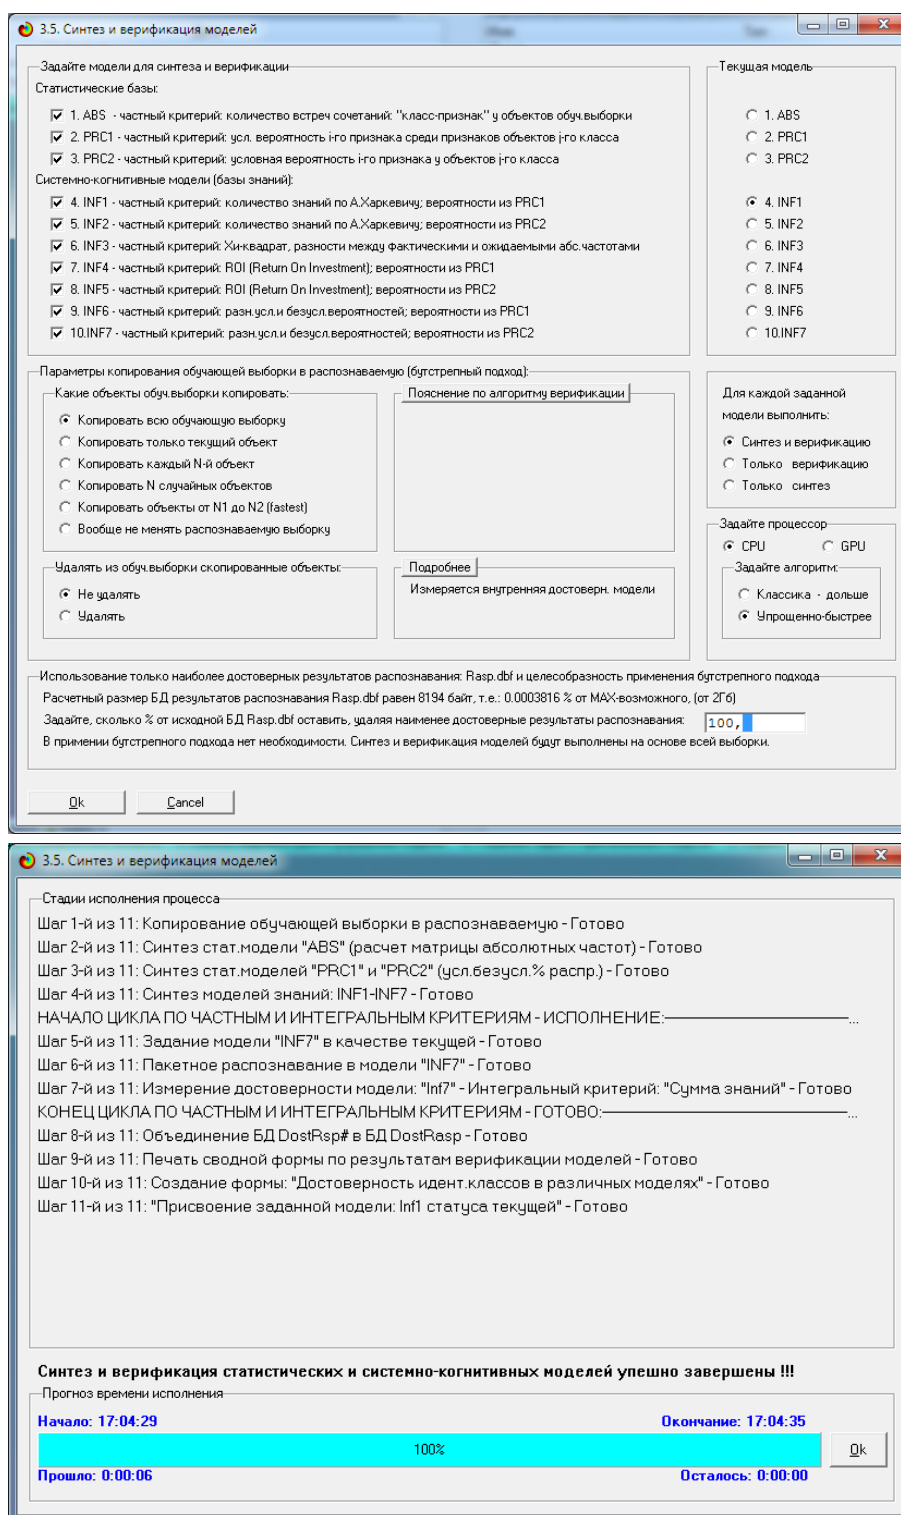 3.5. Синтез и верификация моделей
Задайте модели для синтеза и верификации
Текущая модель
Статистические базы:
1. ABS - частный критерий: количество встреч сочетаний: "класс-признак" у объектов обуч.выборки
1. ABS
2. PRC1 - частный критерий: усл. вероятность i-го признака среди признаков объектов j-го класса
2. PRC1
3. PRC2 - частный критерий: условная вероятность i-го признака у объектов j-го класса
3. PRC2
Системно-когнитивные модели (базы знаний):
4. INF1 - частный критерий: количество знаний по А.Харкевичу; вероятности из PRC1
4. INF1
5. INF2 - частный критерий: количество знаний по А.Харкевичу; вероятности из PRC2
5. INF2
6. INF3 - частный критерий: Хи-квадрат, разности между фактическими и ожидаемыми абс.частотами
6. INF3
7. INF4 - частный критерий: ROI (Return On Investment); вероятности из PRC1
7. INF4
8. INF5 - частный критерий: ROI (Return On Investment); вероятности из PRC2
8. INF5
9. INF6 - частный критерий: разн.усл.и безусл.вероятностей; вероятности из PRC1
9. INF6
10.INF7 - частный критерий: разн.усл.и безусл.вероятностей; вероятности из PRC2
10.INF7
Параметры копирования обучающей выборки в распознаваемую (бутстрепный подход):
Какие объекты обуч.выборки копировать:
Копировать всю обучающую выборку
Копировать только текущий объект
Копировать каждый N-й объект
Копировать N случайных объектов
Копировать объекты от N1 до N2 (fastest)
Вообще не менять распознаваемую выборку
Пояснение по алгоритму верификации
Для каждой заданной
модели выполнить:
Синтез и верификацию
Только верификацию
Только синтез
Удалять из обуч.выборки скопированные объекты:
Не удалять
Удалять
Подробнее
Измеряется внутренняя достоверн. модели
Задайте процессор
CPU GPU
Задайте алгоритм:
Классика - дольше
Упрощенно-быстрее
Использование только наиболее достоверных результатов распознавания: Rasp.dbf и целесобразность применения бутстрепного подхода
Расчетный размер БД результатов распознавания Rasp.dbf равен 8194 байт, т.е.: 0.0003816 % от MAX-возможного, (от 2Гб)
Задайте, сколько % от исходной БД Rasp.dbf оставить, удаляя наименее достоверные результаты распознавания: 100,
В примении бутстрепного подхода нет необходимости. Синтез и верификация моделей будут выполнены на основе всей выборки.
Ok Cancel
3.5. Синтез и верификация моделей
Стадии исполнения процесса
Шаг 1-й из 11: Копирование обучающей выборки в распознаваемую - Готово
Шаг 2-й из 11: Синтез стат.модели "ABS" (расчет матрицы абсолютных частот) - Готово
Шаг 3-й из 11: Синтез стат.моделей "PRC1" и "PRC2" (усл.безусл.% распр.) - Готово
Шаг 4-й из 11: Синтез моделей знаний: INF1-INF7 - Готово
НАЧАЛО ЦИКЛА ПО ЧАСТНЫМ И ИНТЕГРАЛЬНЫМ КРИТЕРИЯМ - ИСПОЛНЕНИЕ:————————————...
Шаг 5-й из 11: Задание модели "INF7" в качестве текущей - Готово
Шаг 6-й из 11: Пакетное распознавание в модели "INF7" - Готово
Шаг 7-й из 11: Измерение достоверности модели: "Inf7" - Интегральный критерий: "Сумма знаний" - Готово
КОНЕЦ ЦИКЛА ПО ЧАСТНЫМ И ИНТЕГРАЛЬНЫМ КРИТЕРИЯМ - ГОТОВО:————————————————...
Шаг 8-й из 11: Объединение БД DostRsp# в БД DostRasp - Готово
Шаг 9-й из 11: Печать сводной формы по результатам верификации моделей - Готово
Шаг 10-й из 11: Создание формы: "Достоверность идент.классов в различных моделях" - Готово
Шаг 11-й из 11: "Присвоение заданной модели: Inf1 статуса текущей" - Готово
Синтез и верификация статистических и системно-когнитивных моделей упешно завершены !!!
Прогноз времени исполнения
Начало: 17:04:29 Окончание: 17:04:35
100% Ok
Прошло: 0:00:06 Осталось: 0:00:00